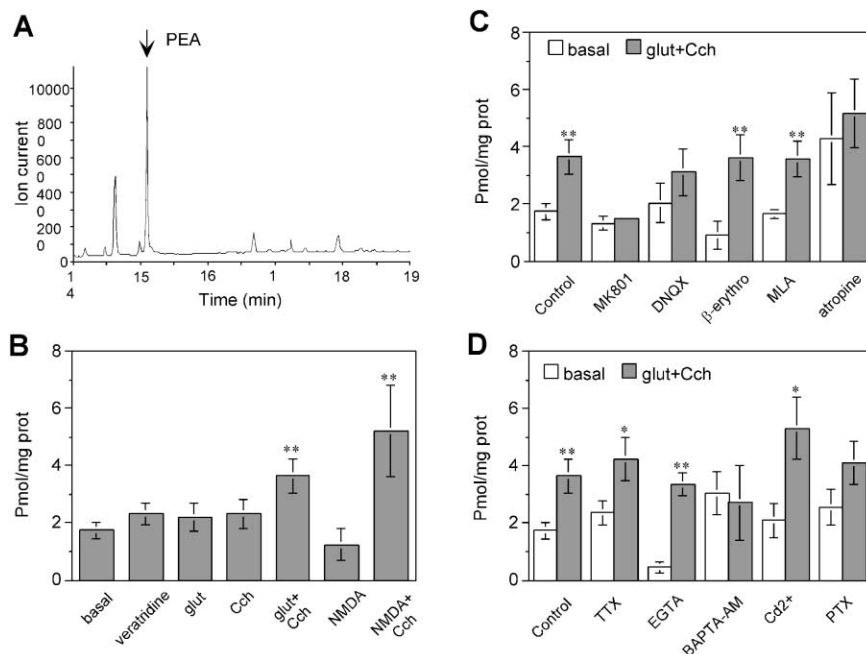 A
PEA
Ion current
10000
800
0
600
0
400
0
200
0
0
1
4
15
16
1
0
18
19
Time (min)
B
Pmol/mg prot
8
6
4
2
0
basal
veratridine
glut
Cch
glut+
Cch
NMDA
NMDA+
Cch
**
**
C
basal
glut+Cch
Pmol/mg prot
8
6
4
2
0
**
**
**
Control
MK801
DNQX
β-erythro
MLA
atropine
D
basal
glut+Cch
Pmol/mg prot
8
6
4
2
0
**
*
**
*
Control
TTX
EGTA
BAPTA-AM
Cd2+
PTX